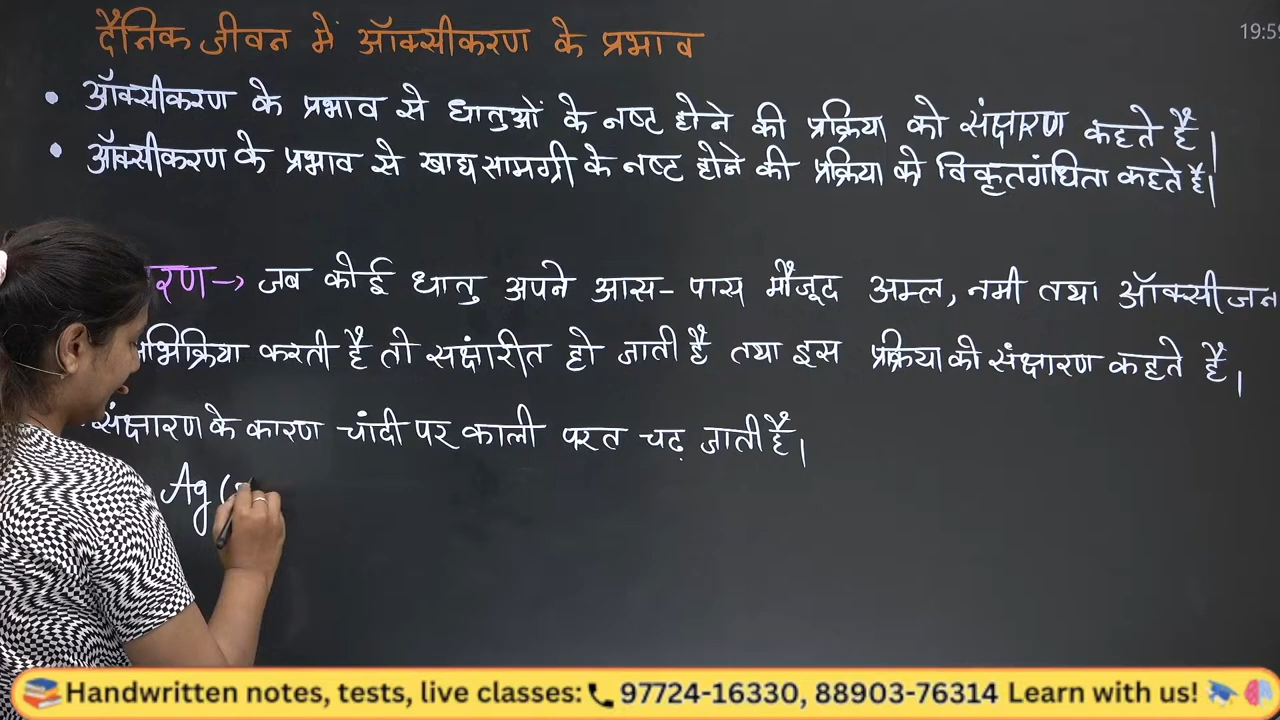 दैनिक जीवन में ऑक्सीकरण के प्रभाव
19:59
• ऑक्सीकरण के प्रभाव से धातुओं के नष्ट होने की प्रक्रिया को संक्षारण कहते हैं।
• ऑक्सीकरण के प्रभाव से खाद्य सामग्री के नष्ट होने की प्रक्रिया को विकृतगंधिता कहते है।
रण→ जब कोई धातु अपने आस-पास मौजूद अम्ल, नमी तथा ऑक्सीजन
भिक्रिया करती है तो सक्षांरीत हो जाती है तथा इस प्रक्रिया को संक्षारण कहते हैं।
संक्षारण के कारण चांदी पर काली परत चढ़ जाती है।
Ag (
Handwritten notes, tests, live classes: 97724-16330, 88903-76314 Learn with us!